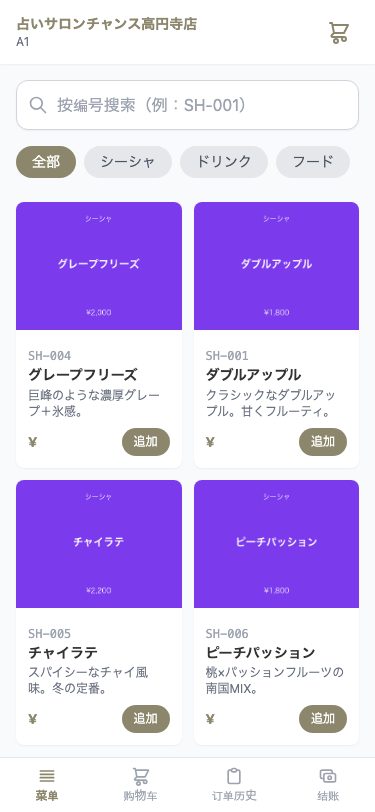 占いサロンチャンス高円寺店
A1
按编号搜索（例：SH-001）
全部
シーシャ
ドリンク
フード
シーシャ
グレープフリーズ
¥2,000
SH-004
グレープフリーズ
巨峰のような濃厚グレー
プ＋氷感。
¥
追加
シーシャ
ダブルアップル
¥1,800
SH-001
ダブルアップル
クラシックなダブルアッ
プル。甘くフルーティ。
¥
追加
シーシャ
チャイラテ
¥2,200
SH-005
チャイラテ
スパイシーなチャイ風
味。冬の定番。
¥
追加
シーシャ
ピーチパッション
¥1,800
SH-006
ピーチパッション
桃×パッションフルーツの
南国MIX。
¥
追加
菜单
购物车
订单历史
结账